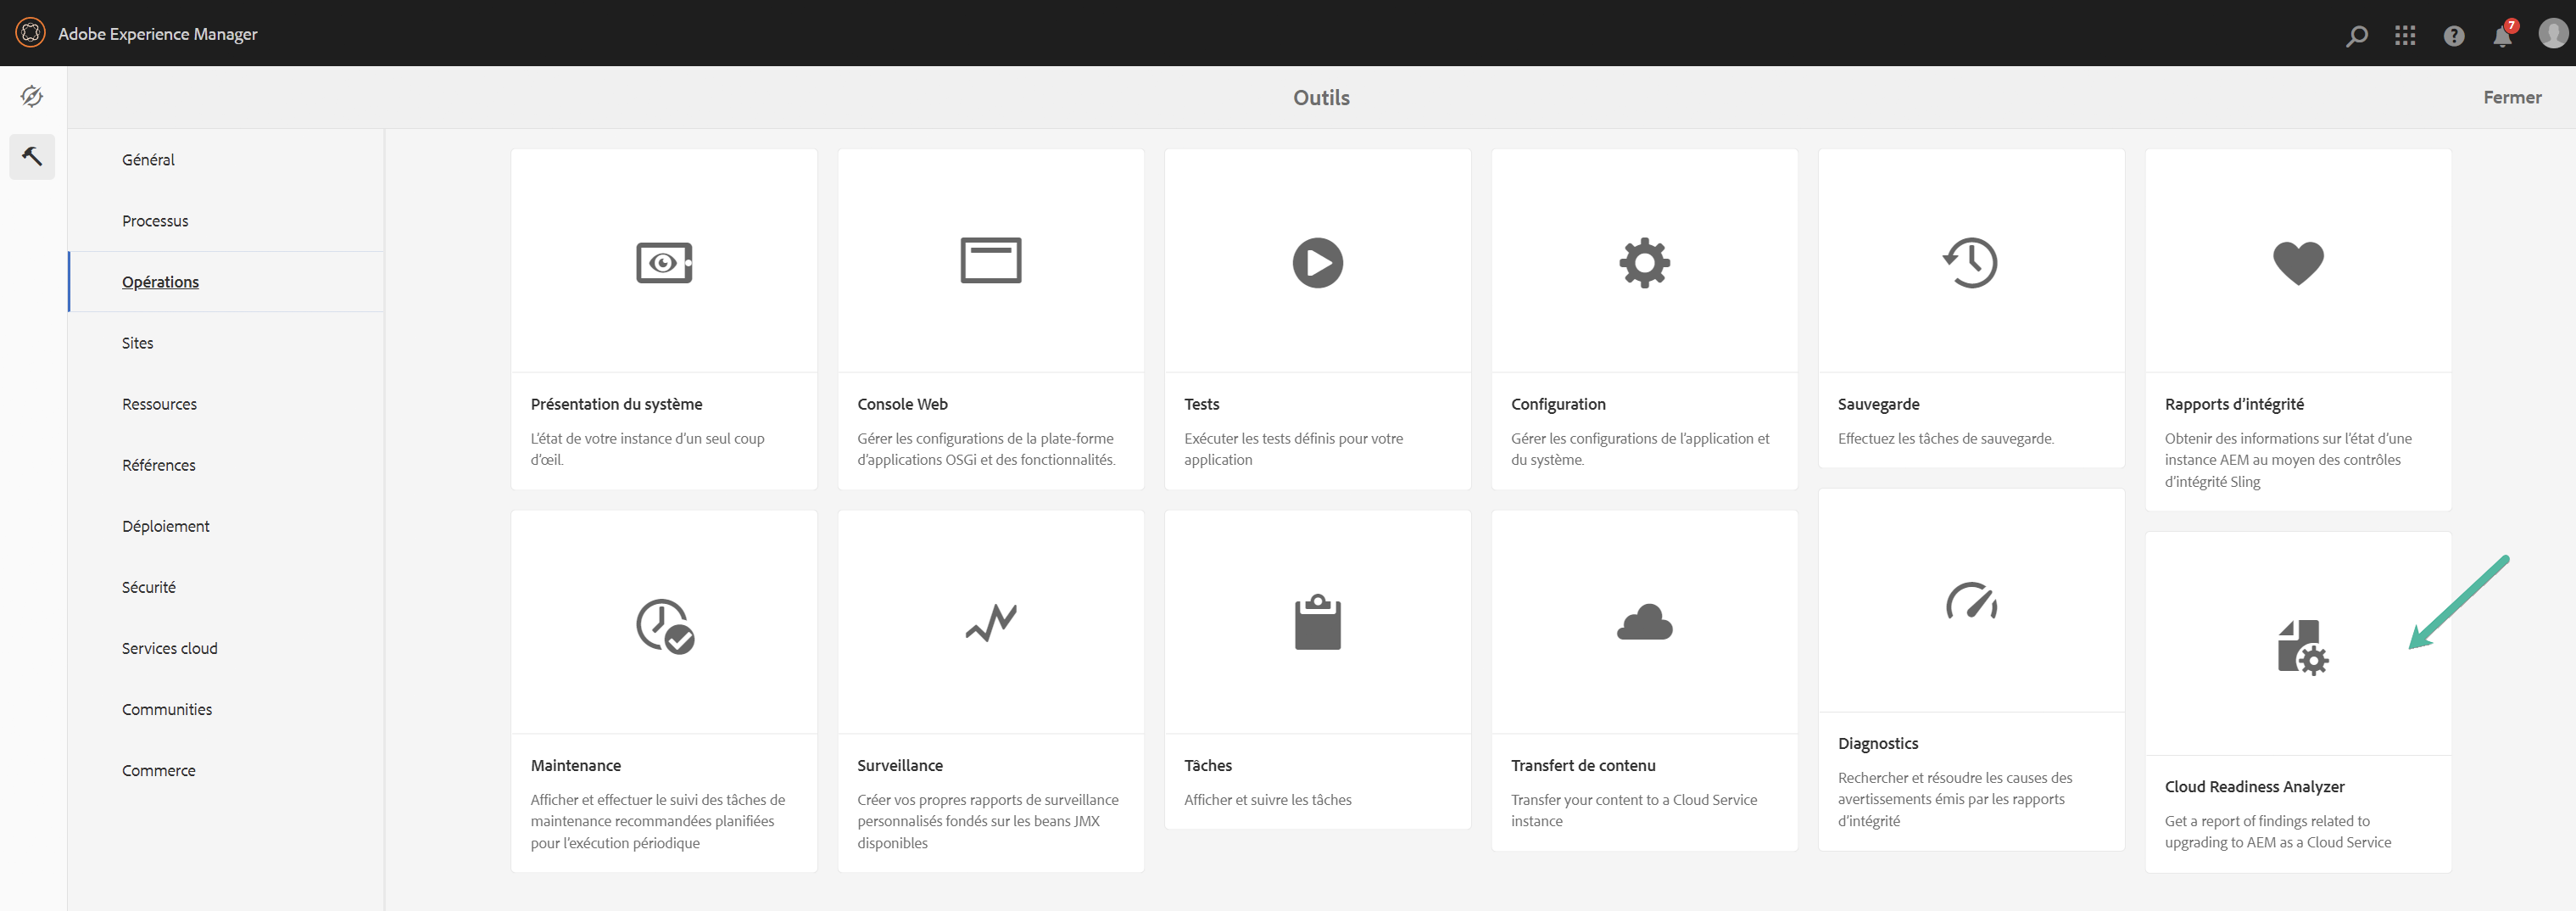 Adobe Experience Manager
7
Outils
Fermer
Général
Processus
Opérations
Sites
Ressources
Références
Déploiement
Sécurité
Services cloud
Communities
Commerce
Présentation du système
L’état de votre instance d’un seul coup
d’œil.
Console Web
Gérer les configurations de la plate-forme
d’applications OSGi et des fonctionnalités.
Tests
Exécuter les tests définis pour votre
application
Configuration
Gérer les configurations de l’application et
du système.
Sauvegarde
Effectuez les tâches de sauvegarde.
Rapports d’intégrité
Obtenir des informations sur l’état d’une
instance AEM au moyen des contrôles
d’intégrité Sling
Maintenance
Afficher et effectuer le suivi des tâches de
maintenance recommandées planifiées
pour l’exécution périodique
Surveillance
Créer vos propres rapports de surveillance
personnalisés fondés sur les beans JMX
disponibles
Tâches
Afficher et suivre les tâches
Transfert de contenu
Transfer your content to a Cloud Service
instance
Diagnostics
Rechercher et résoudre les causes des
avertissements émis par les rapports
d’intégrité
Cloud Readiness Analyzer
Get a report of findings related to
upgrading to AEM as a Cloud Service